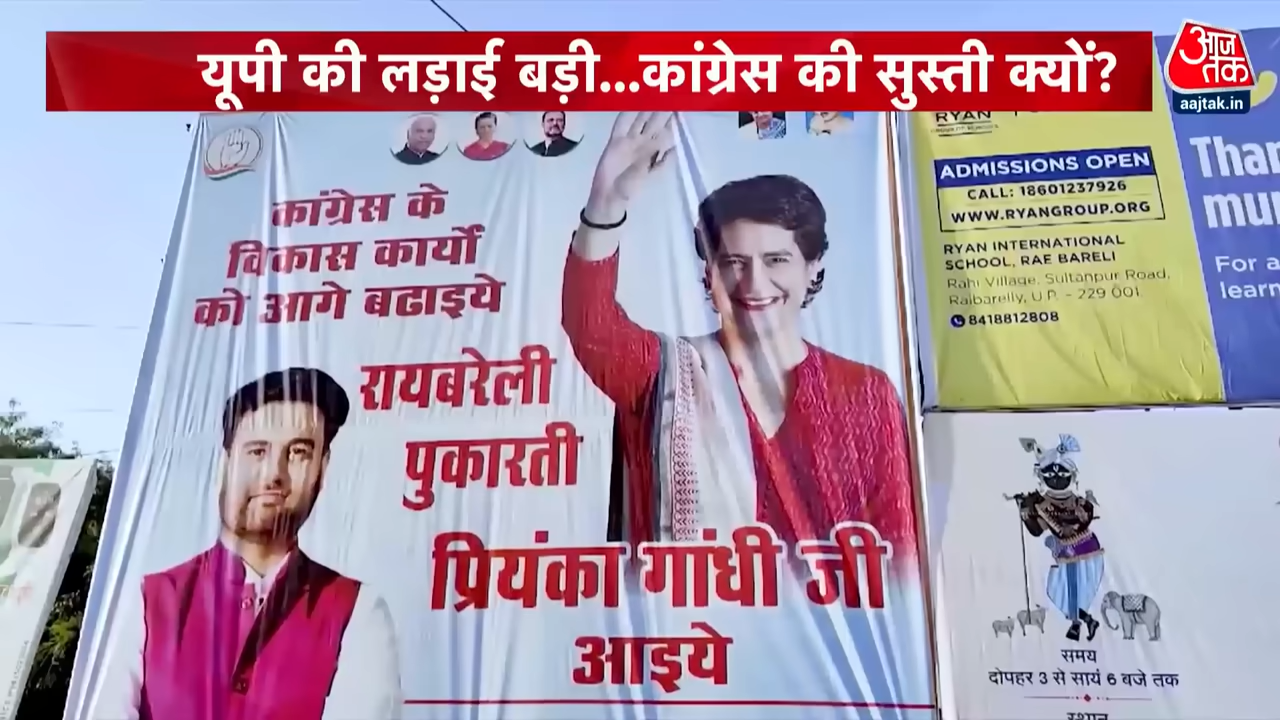 यूपी की लड़ाई बड़ी...कांग्रेस की सुस्ती क्यों?
आज
तक
aajtak.in
कांग्रेस के
विकास कार्यों
को आगे बढाइये
रायबरेली
पुकारती
प्रियंका गांधी जी
आइये
RYAN
ADMISSIONS OPEN
CALL: 18601237926
WWW.RYANGROUP.ORG
RYAN INTERNATIONAL
SCHOOL, RAE BARELI
Rahi Village, Sultanpur Road,
Raibarelly, U.P. - 229 001.
8418812808
For a
learn
समय
दोपहर 3 से सायं 6 बजे तक